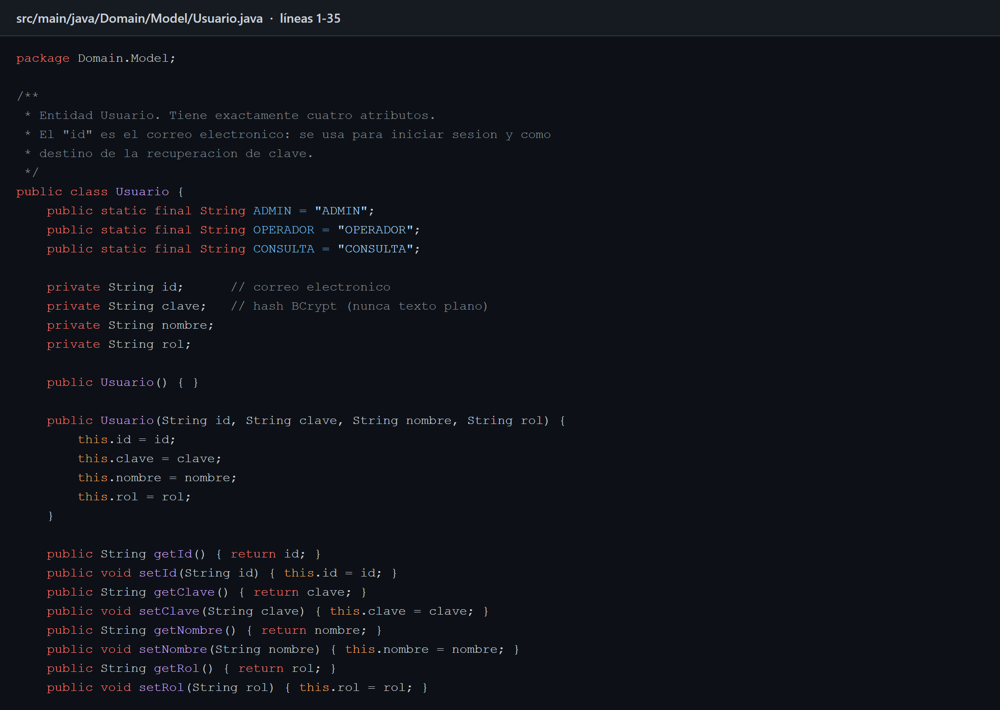 src/main/java/Domain/Model/Usuario.java · líneas 1-35
package Domain.Model;
/**
 * Entidad Usuario. Tiene exactamente cuatro atributos.
 * El "id" es el correo electronico: se usa para iniciar sesion y como
 * destino de la recuperacion de clave.
 */
public class Usuario {
    public static final String ADMIN = "ADMIN";
    public static final String OPERADOR = "OPERADOR";
    public static final String CONSULTA = "CONSULTA";
    private String id;      // correo electronico
    private String clave;   // hash BCrypt (nunca texto plano)
    private String nombre;
    private String rol;
    public Usuario() { }
    public Usuario(String id, String clave, String nombre, String rol) {
        this.id = id;
        this.clave = clave;
        this.nombre = nombre;
        this.rol = rol;
    }
    public String getId() { return id; }
    public void setId(String id) { this.id = id; }
    public String getClave() { return clave; }
    public void setClave(String clave) { this.clave = clave; }
    public String getNombre() { return nombre; }
    public void setNombre(String nombre) { this.nombre = nombre; }
    public String getRol() { return rol; }
    public void setRol(String rol) { this.rol = rol; }